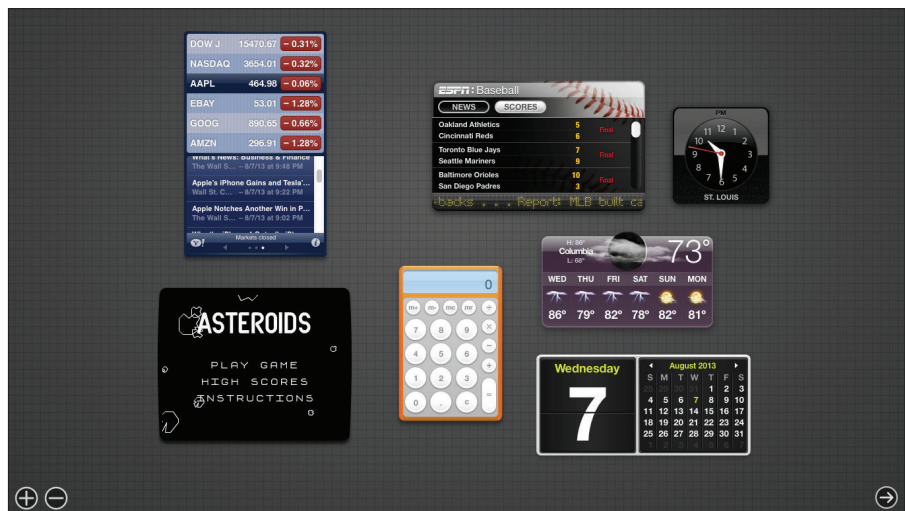 DOW J 15470.67 – 0.31%
NASDAQ 3654.01 – 0.32%
AAPL 464.98 – 0.06%
EBAY 53.01 – 1.28%
GOOG 890.65 – 0.66%
AMZN 296.91 – 1.28%
What's News: Business & Finance
The Wall S... – 8/7/13 at 9:48 PM
Apple's iPhone Gains and Tesla'...
Wall St. C... – 8/7/13 at 9:22 PM
Apple Notches Another Win in P...
The Wall S... – 8/7/13 at 9:02 PM
Markets closed
Y! i
ESPN: Baseball
NEWS SCORES
Oakland Athletics 5
Cincinnati Reds 6
Final
Toronto Blue Jays 7
Seattle Mariners 9
Final
Baltimore Orioles 10
San Diego Padres 3
Final
-backs . . . Report: MLB built ca
PM
12 1 2 3 4 5 6 7 8 9 10 11
ST. LOUIS
H: 86°
Columbia
L: 68°
73°
WED THU FRI SAT SUN MON
86° 79° 82° 78° 82° 81°
ASTEROIDS
PLAY GAME
HIGH SCORES
INSTRUCTIONS
0
m+ m- mc mr ÷
7 8 9 ×
4 5 6 −
1 2 3 +
0 . c =
Wednesday
7
August 2013
S M T W T F S
28 29 30 31 1 2 3
4 5 6 7 8 9 10
11 12 13 14 15 16 17
18 19 20 21 22 23 24
25 26 27 28 29 30 31
1 2 3 4 5 6 7